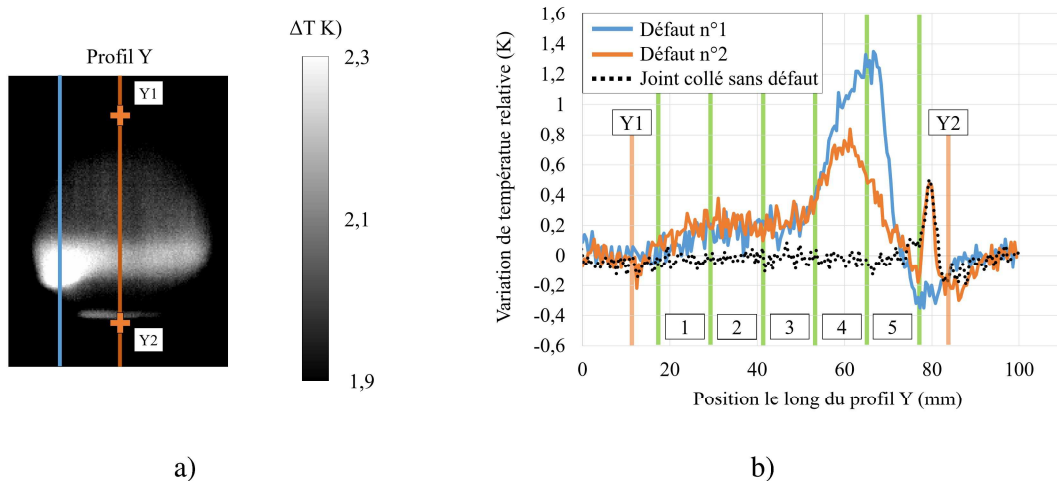 Profil Y
ΔT K)
Y1
Y2
2,3
2,1
1,9
a)
Variation de températue relative (K)
1,6
1,4
1,2
1
0,8
0,6
0,4
0,2
0
-0,2
-0,4
-0,6
Défaut n°1
Défaut n°2
Joint collé sans défaut
Y1
Y2
1
2
3
4
5
0
20
40
60
80
100
Position le long du profil Y (mm)
b)